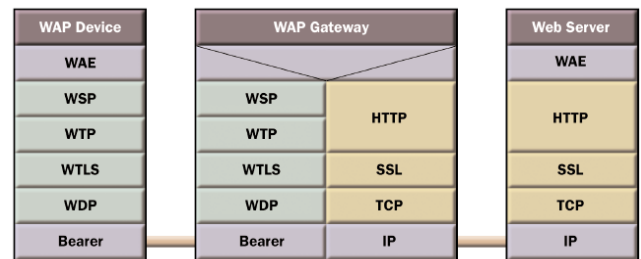 WAP Device
WAP Gateway
Web Server
WAE
WAE
WSP
WSP
HTTP
HTTP
WTP
WTP
WTLS
WTLS
SSL
SSL
WDP
WDP
TCP
TCP
Bearer
Bearer
IP
IP